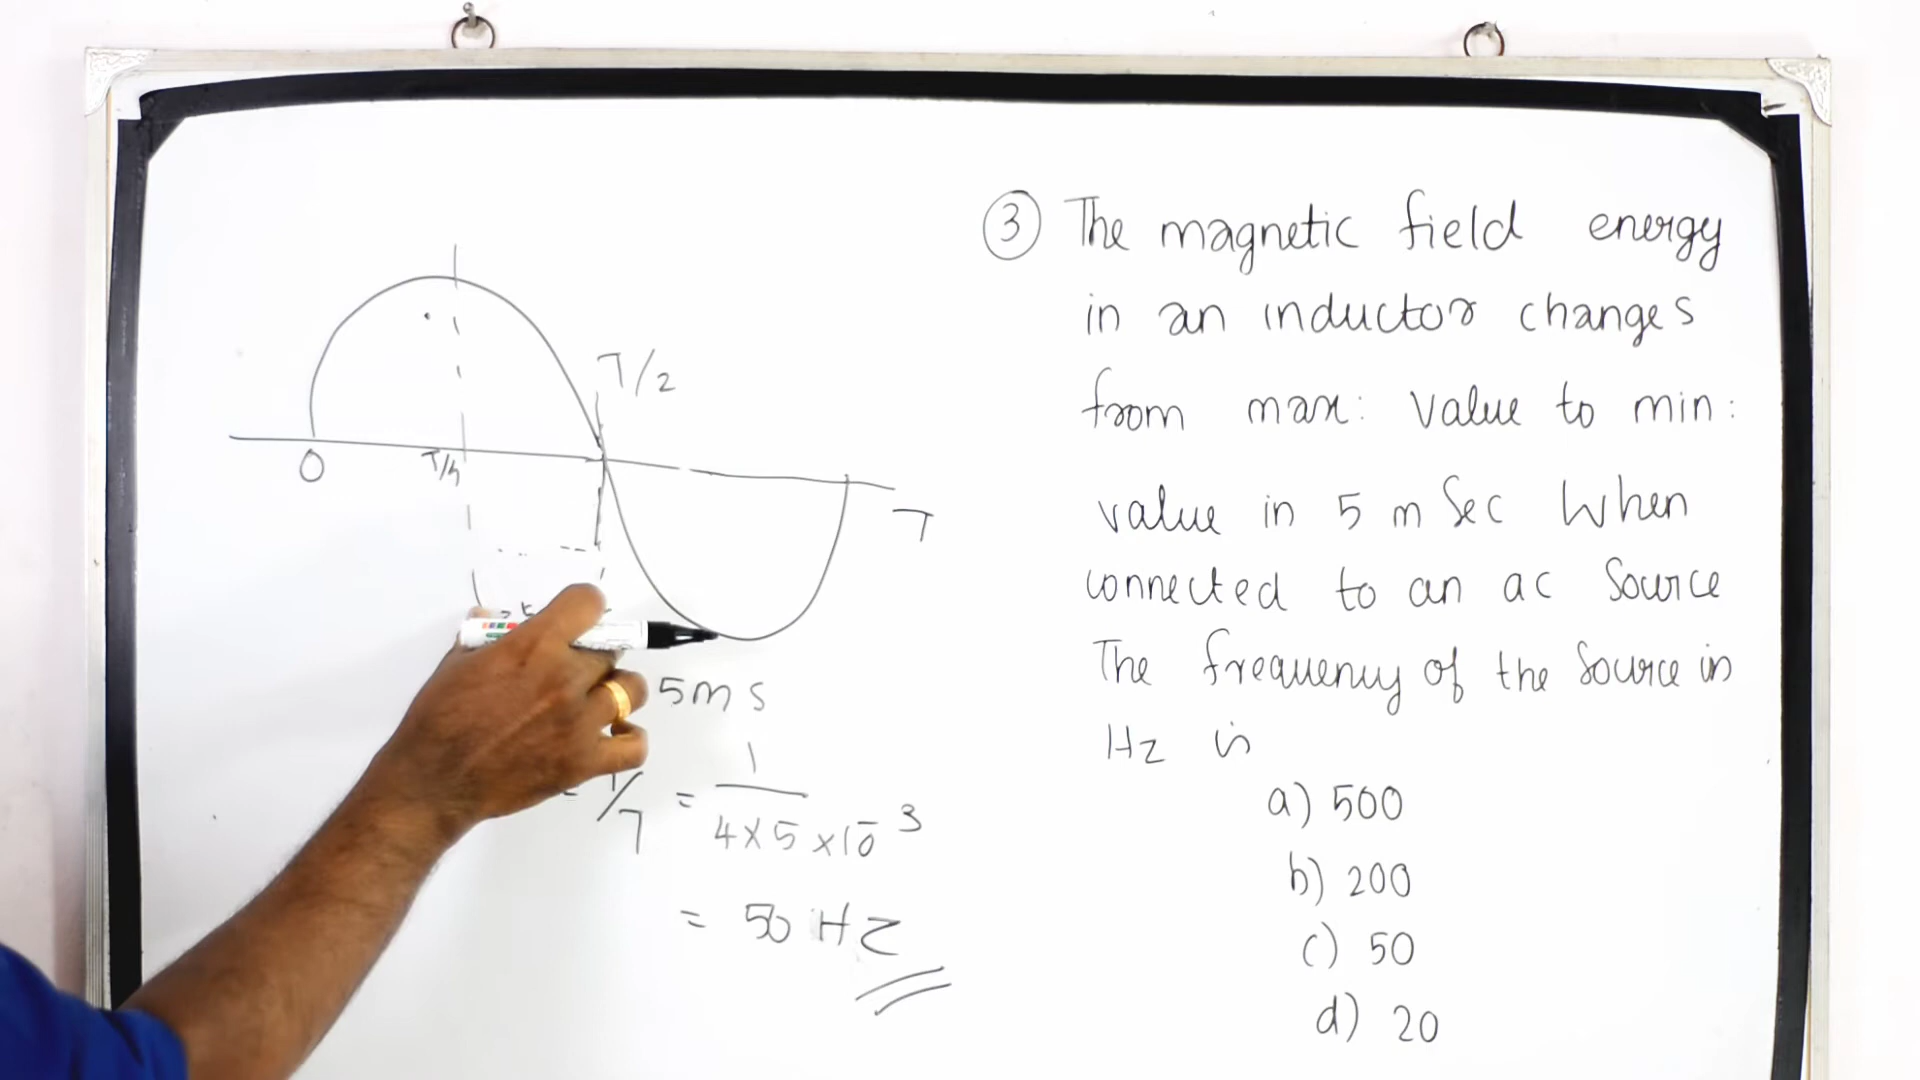 ③ The magnetic field energy
in an inductor changes
from max: value to min:
value in 5 m Sec When
connected to an ac Source
The frequency of the Source in
Hz is
a) 500
b) 200
c) 50
d) 20
T/2
0
T/4
T
5m s
= 1/T = 1/(4×5×10⁻³)
= 50 Hz